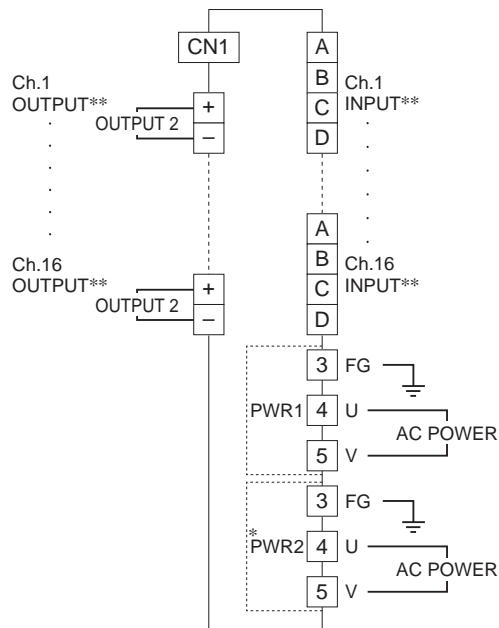 CN1
A
B
C
D
Ch.1
INPUT**
Ch.1
OUTPUT**
OUTPUT 2
+
–
A
B
C
D
Ch.16
INPUT**
Ch.16
OUTPUT**
OUTPUT 2
+
–
PWR1
3 FG
4 U
5 V
AC POWER
*PWR2
3 FG
4 U
5 V
AC POWER